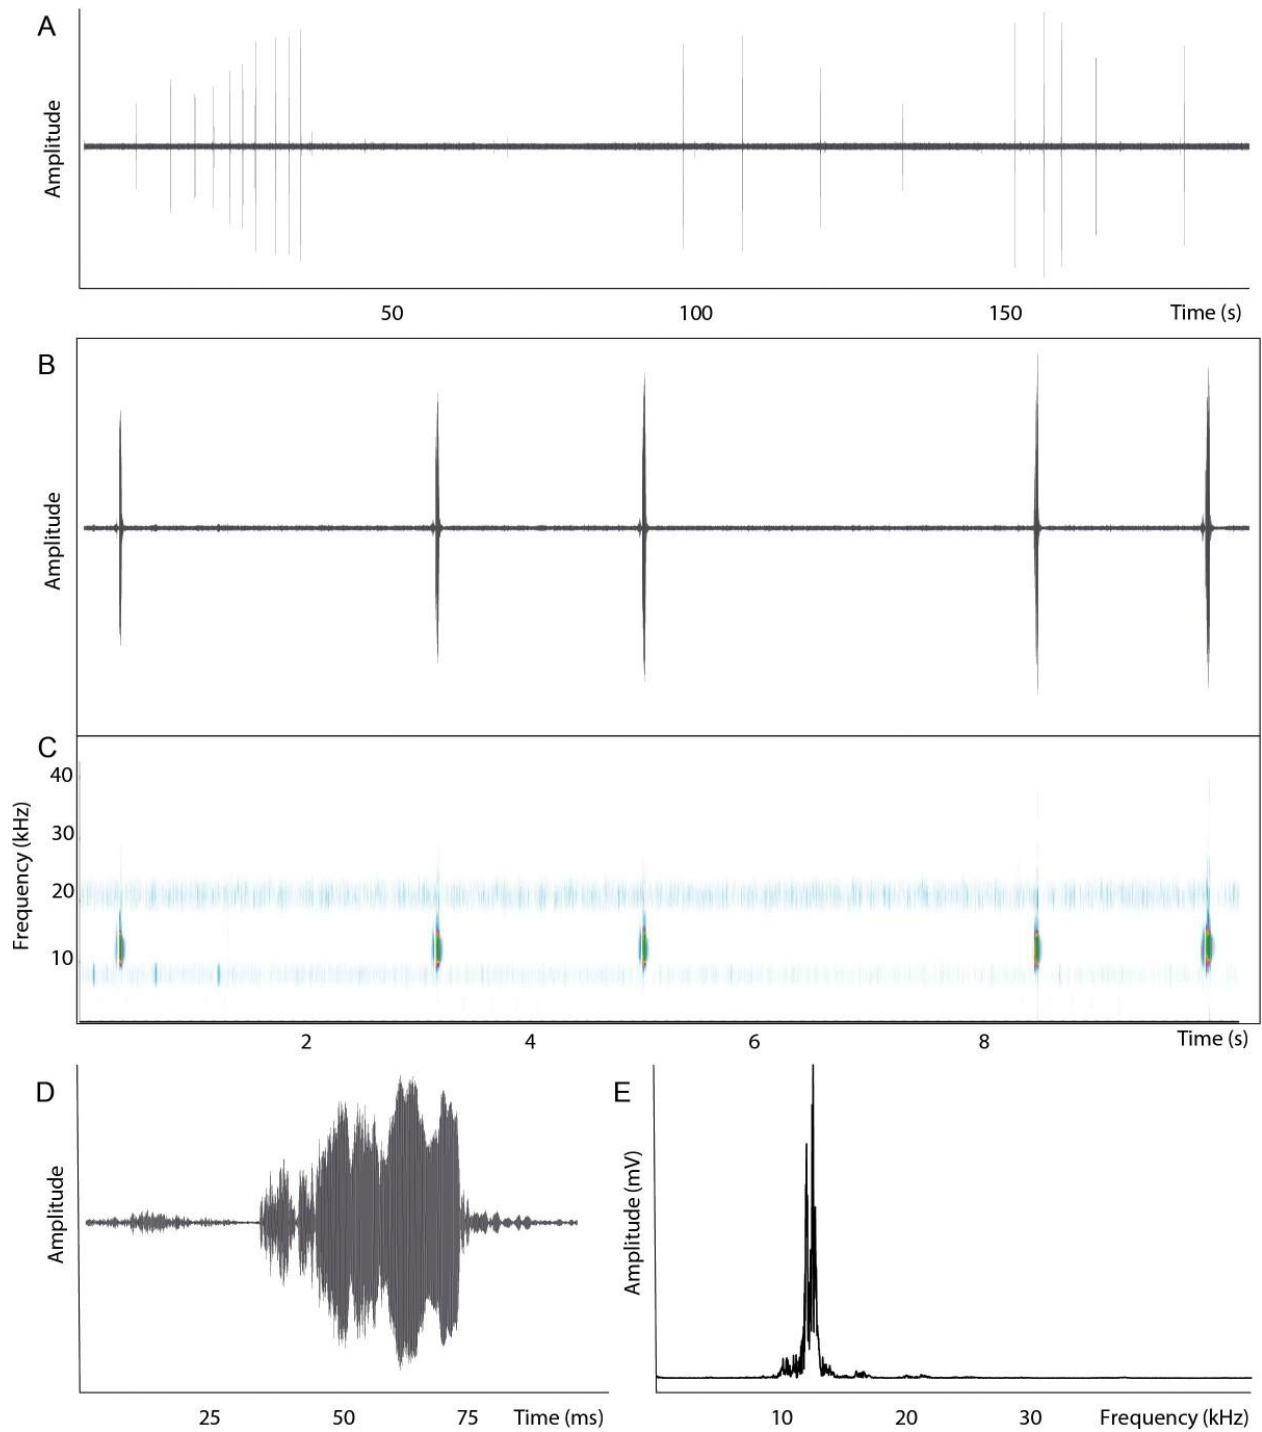 A
Amplitude
50 100 150 Time (s)
B
Amplitude
C
40
30
20
10
Frequency (kHz)
2 4 6 8 Time (s)
D
Amplitude
25 50 75 Time (ms)
E
Amplitude (mV)
10 20 30 Frequency (kHz)